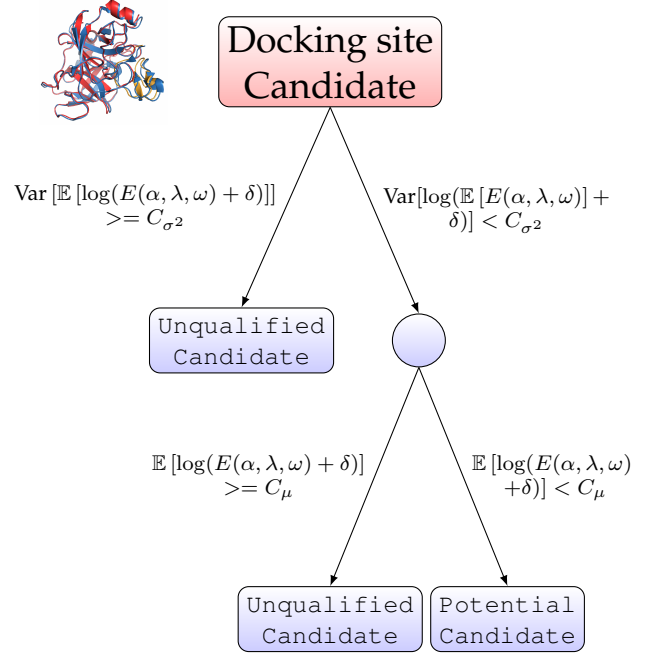 Docking site
Candidate
Var [𝔼 [log(E(α, λ, ω) + δ)]]
>= C_{σ²}
Var[log(𝔼 [E(α, λ, ω)] +
δ)] < C_{σ²}
Unqualified
Candidate
𝔼 [log(E(α, λ, ω) + δ)]
>= C_μ
𝔼 [log(E(α, λ, ω)
+δ)] < C_μ
Unqualified
Candidate
Potential
Candidate